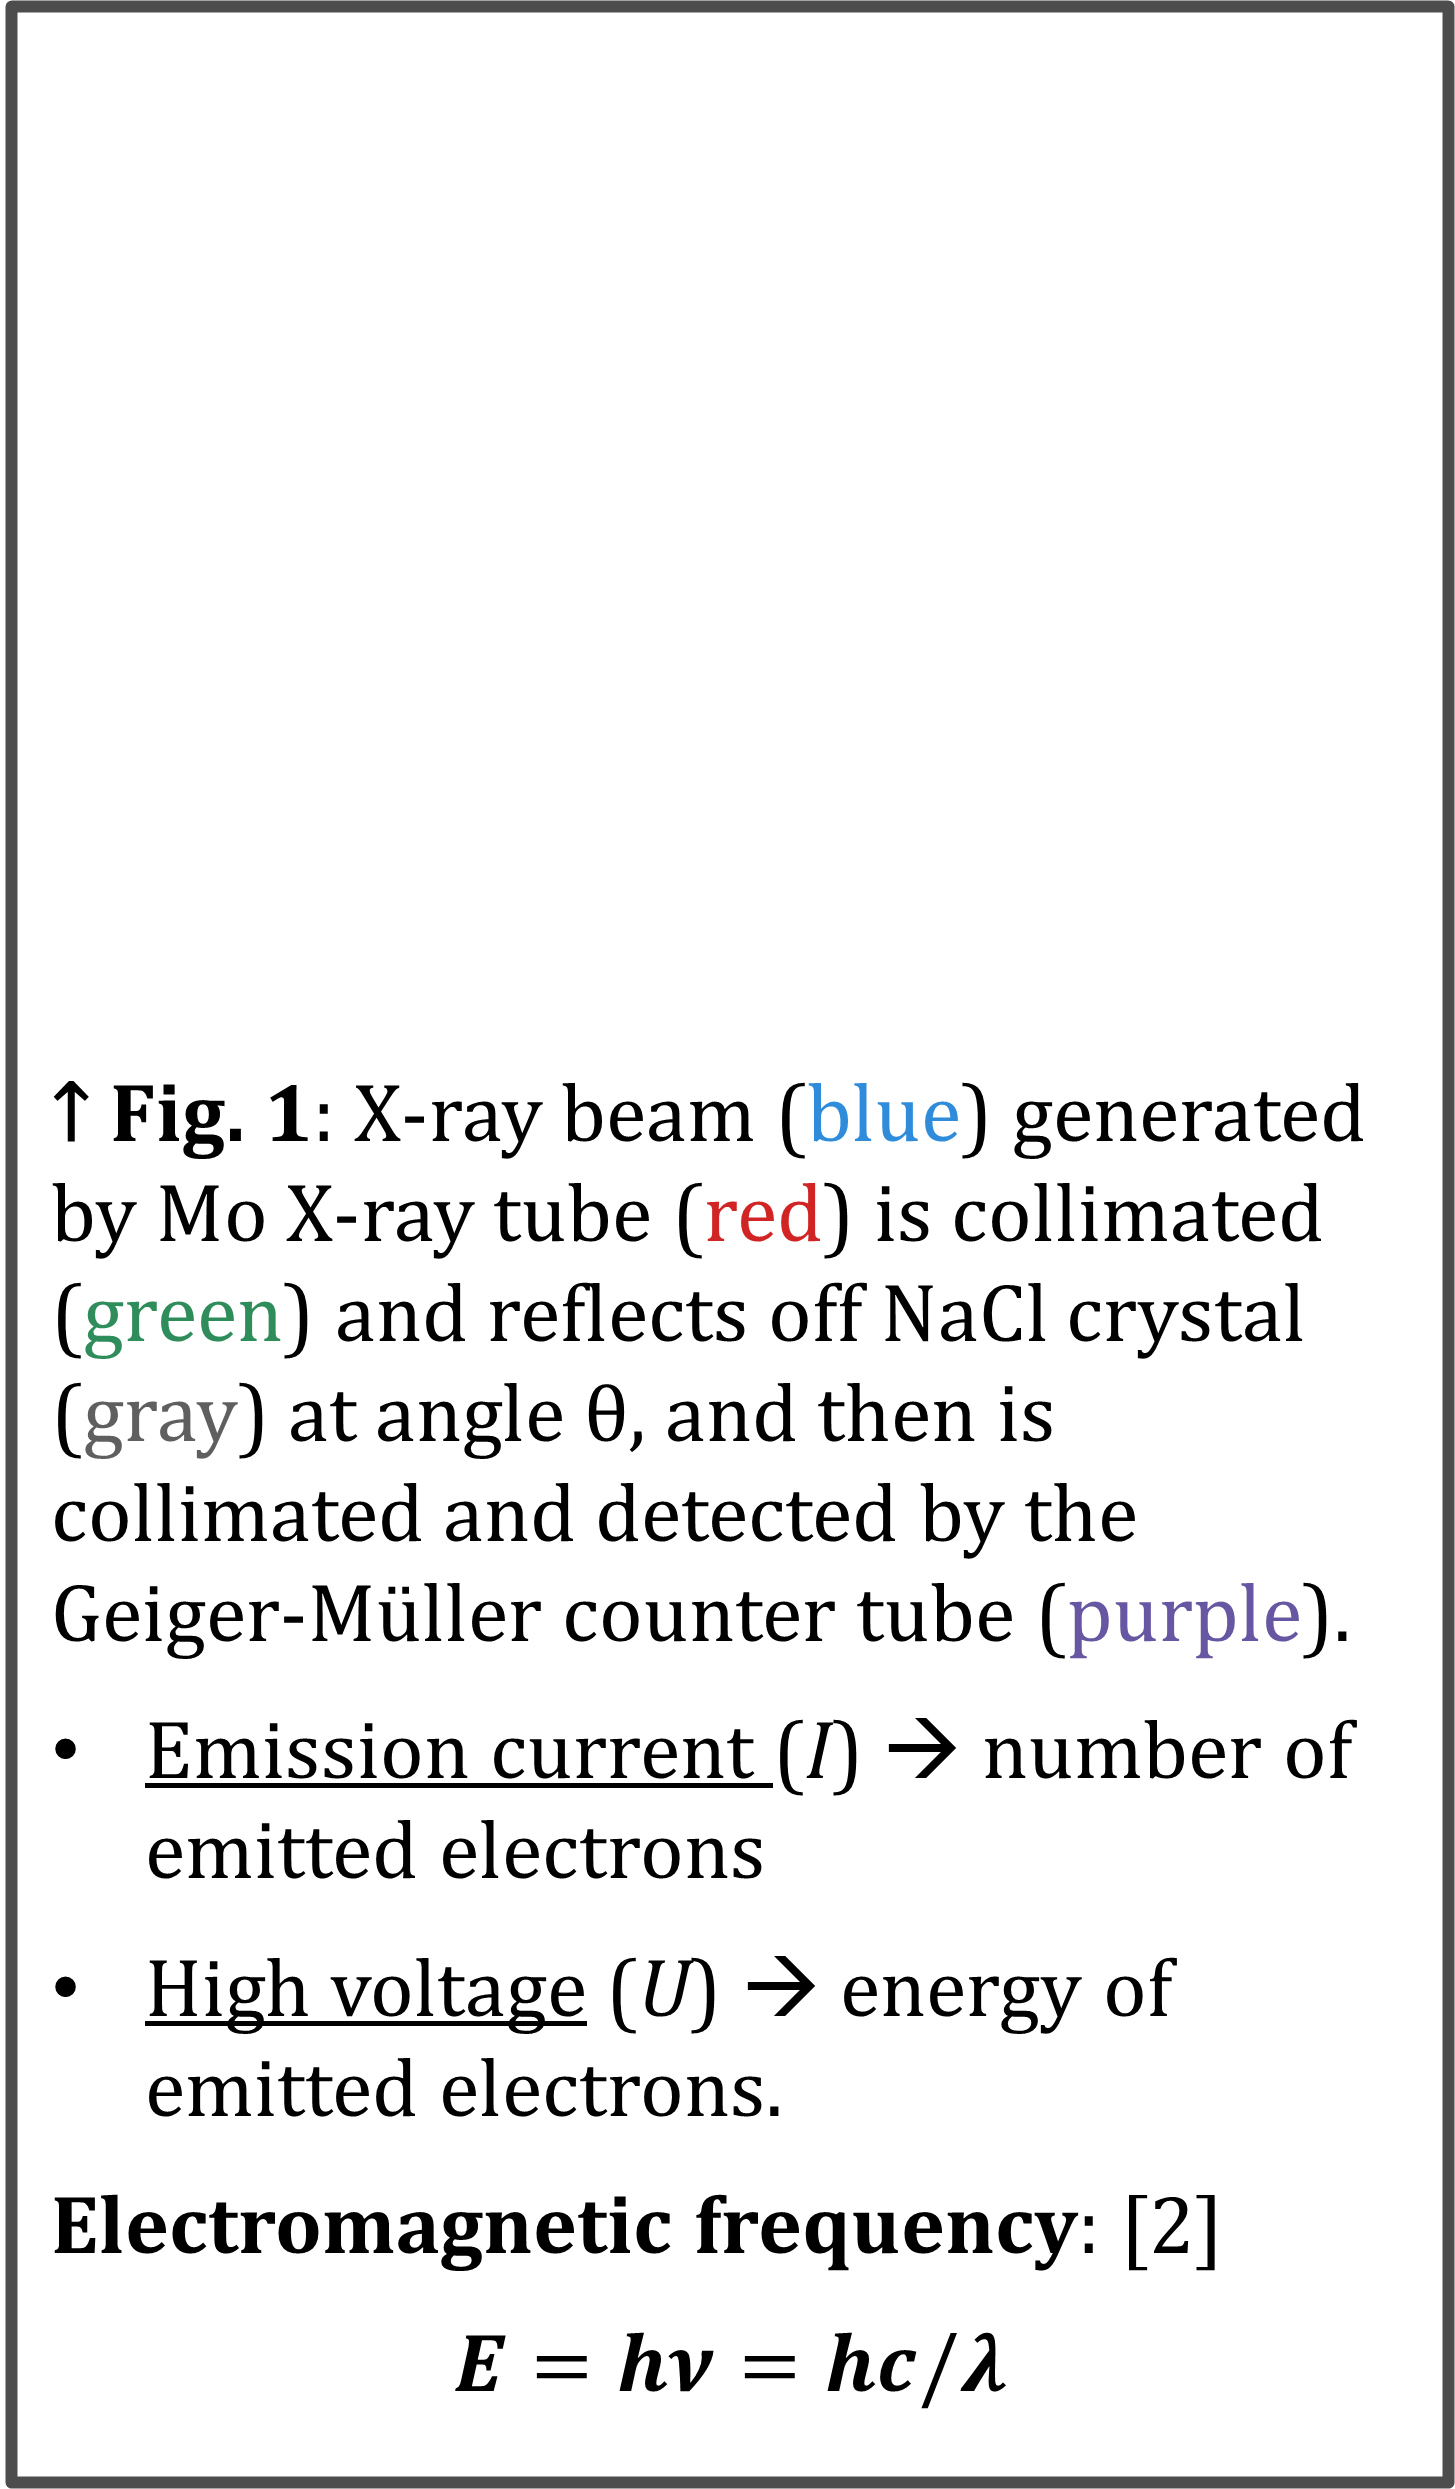 ↑ Fig. 1: X-ray beam (blue) generated
by Mo X-ray tube (red) is collimated
(green) and reflects off NaCl crystal
(gray) at angle θ, and then is
collimated and detected by the
Geiger-Müller counter tube (purple).
• Emission current (I) → number of
emitted electrons
• High voltage (U) → energy of
emitted electrons.
Electromagnetic frequency: [2]
E = hν = hc/λ